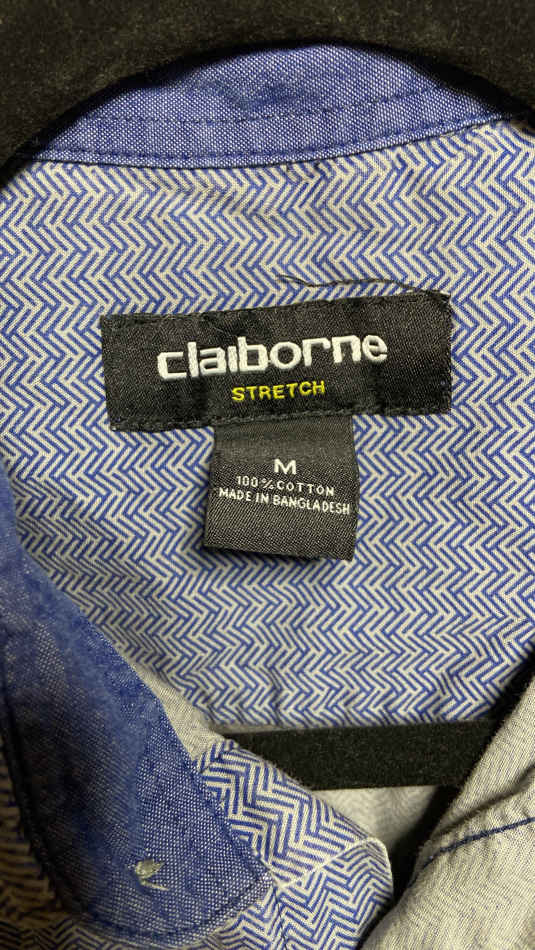 claiborne
STRETCH
M
100% COTTON
MADE IN BANGLADESH